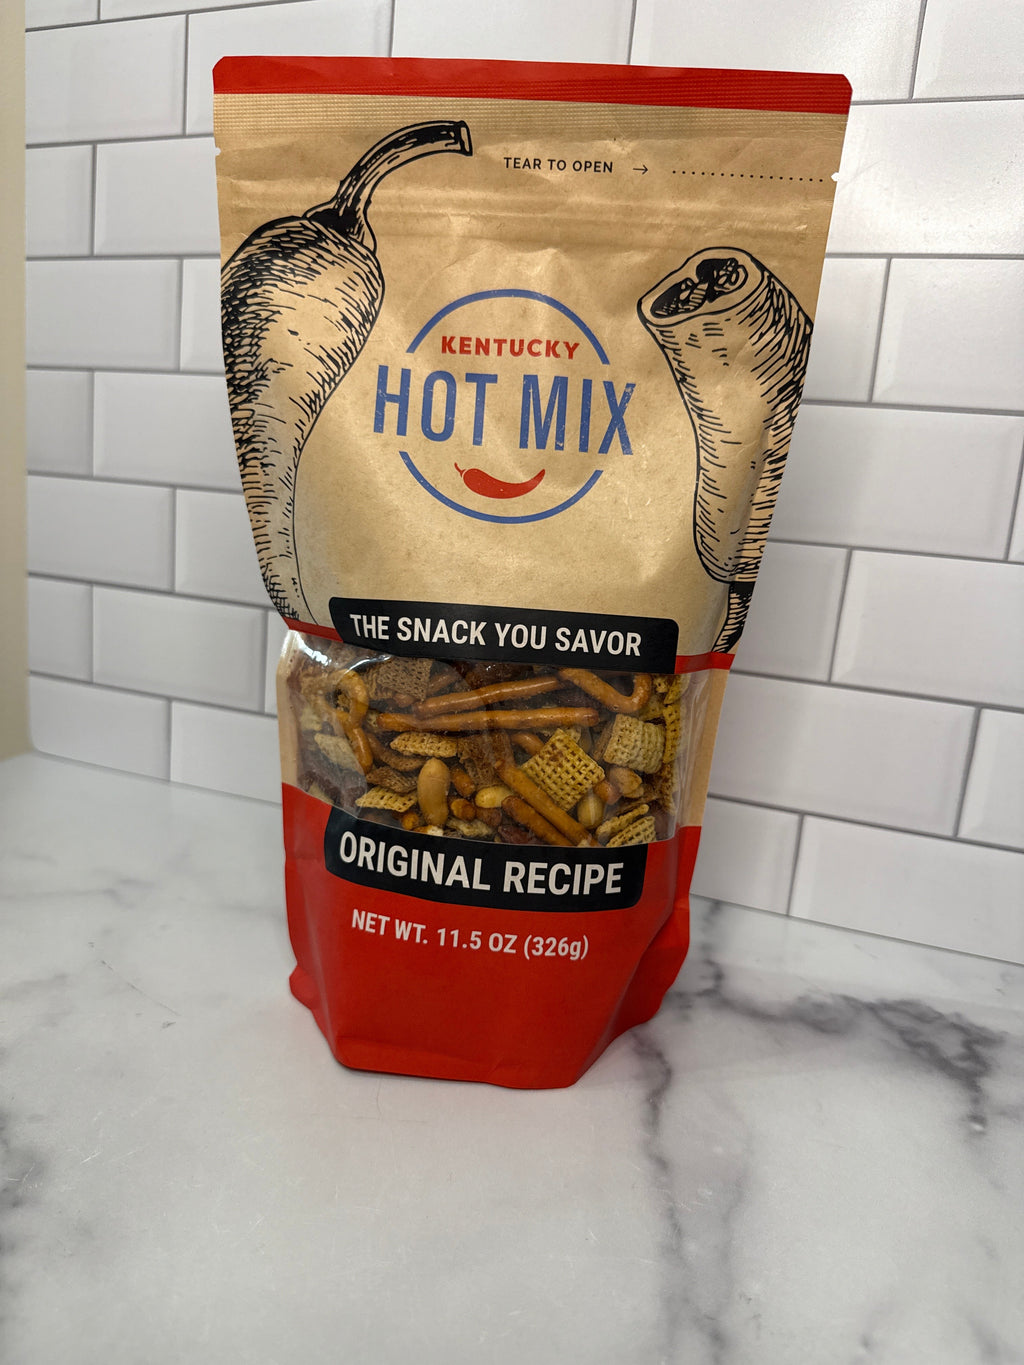 TEAR TO OPEN →
KENTUCKY
HOT MIX
THE SNACK YOU SAVOR
ORIGINAL RECIPE
NET WT. 11.5 OZ (326g)